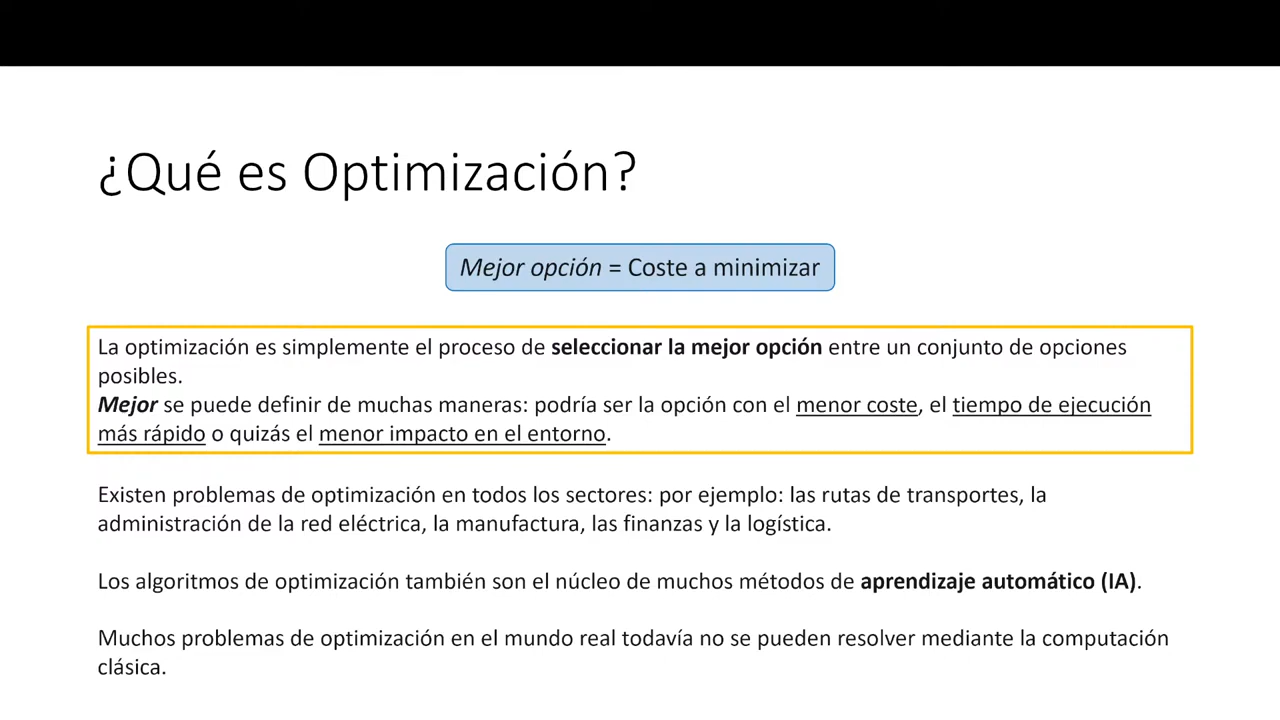 ¿Qué es Optimización?
Mejor opción = Coste a minimizar
La optimización es simplemente el proceso de seleccionar la mejor opción entre un conjunto de opciones
posibles.
Mejor se puede definir de muchas maneras: podría ser la opción con el menor coste, el tiempo de ejecución
más rápido o quizás el menor impacto en el entorno.
Existen problemas de optimización en todos los sectores: por ejemplo: las rutas de transportes, la
administración de la red eléctrica, la manufactura, las finanzas y la logística.
Los algoritmos de optimización también son el núcleo de muchos métodos de aprendizaje automático (IA).
Muchos problemas de optimización en el mundo real todavía no se pueden resolver mediante la computación
clásica.